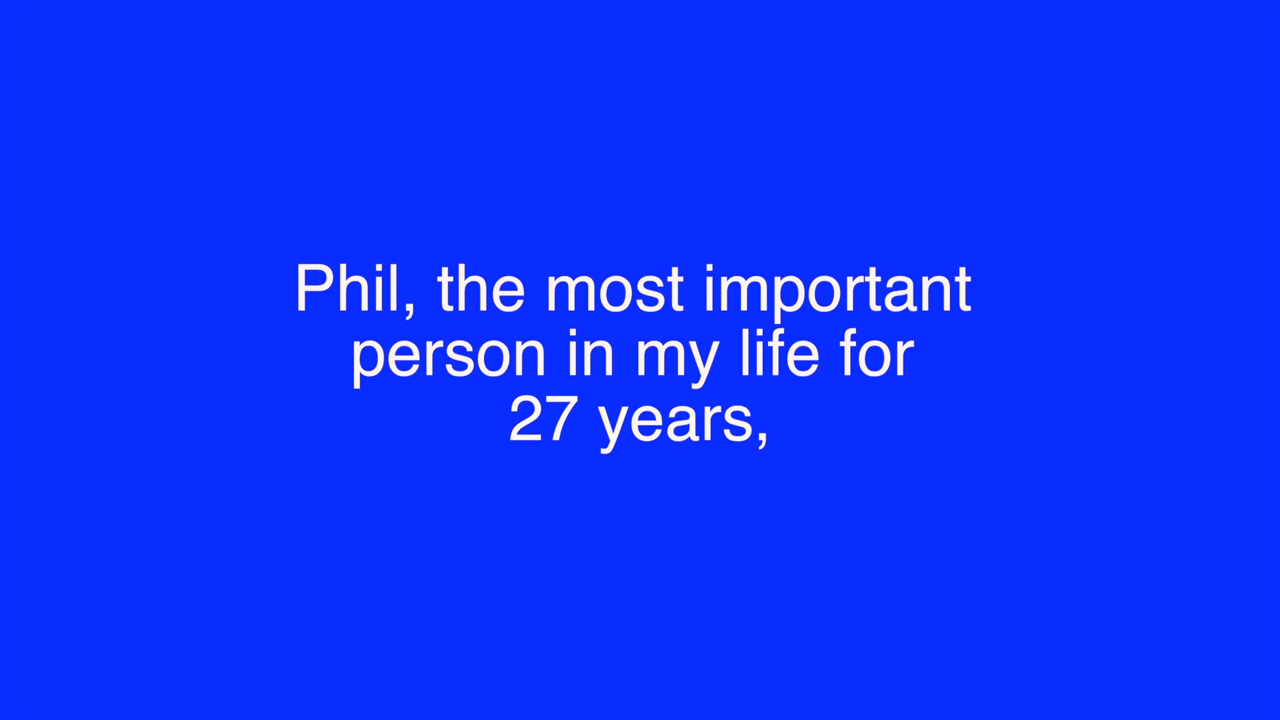 Phil, the most important
person in my life for
27 years,